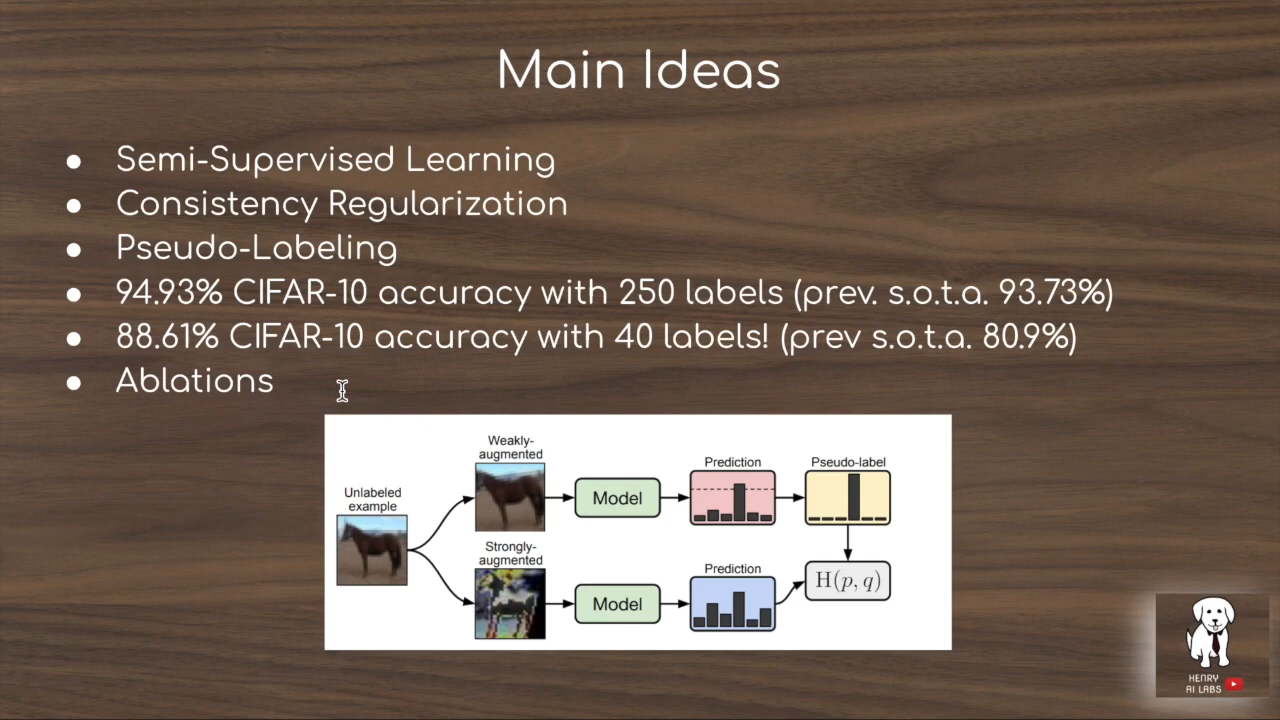 Main Ideas
● Semi-Supervised Learning
● Consistency Regularization
● Pseudo-Labeling
● 94.93% CIFAR-10 accuracy with 250 labels (prev. s.o.t.a. 93.73%)
● 88.61% CIFAR-10 accuracy with 40 labels! (prev s.o.t.a. 80.9%)
● Ablations
Weakly-
augmented
Prediction
Pseudo-label
Unlabeled
example
Model
Strongly-
augmented
Prediction
Model
H(p, q)
HENRY
AI LABS